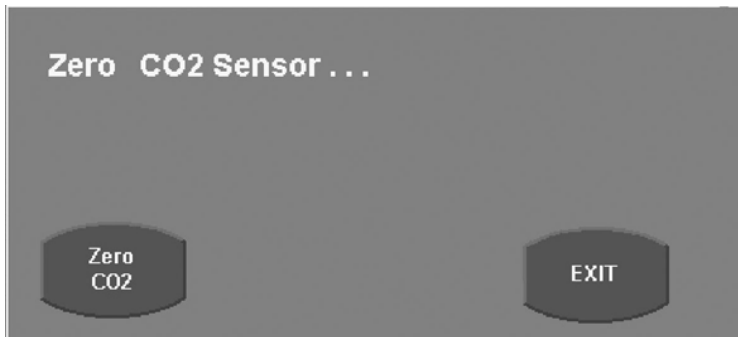 Zero CO2 Sensor . . .
Zero
CO2
EXIT